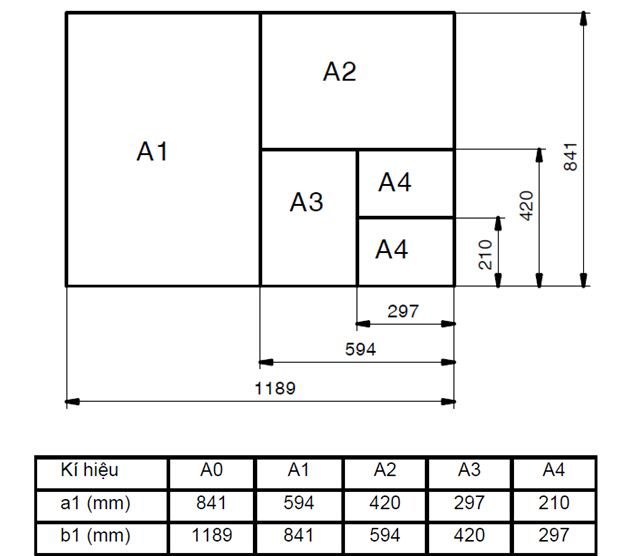 A2
A1
841
A4
A3
420
A4
210
297
594
1189
Kí hiệu A0 A1 A2 A3 A4
a1 (mm) 841 594 420 297 210
b1 (mm) 1189 841 594 420 297